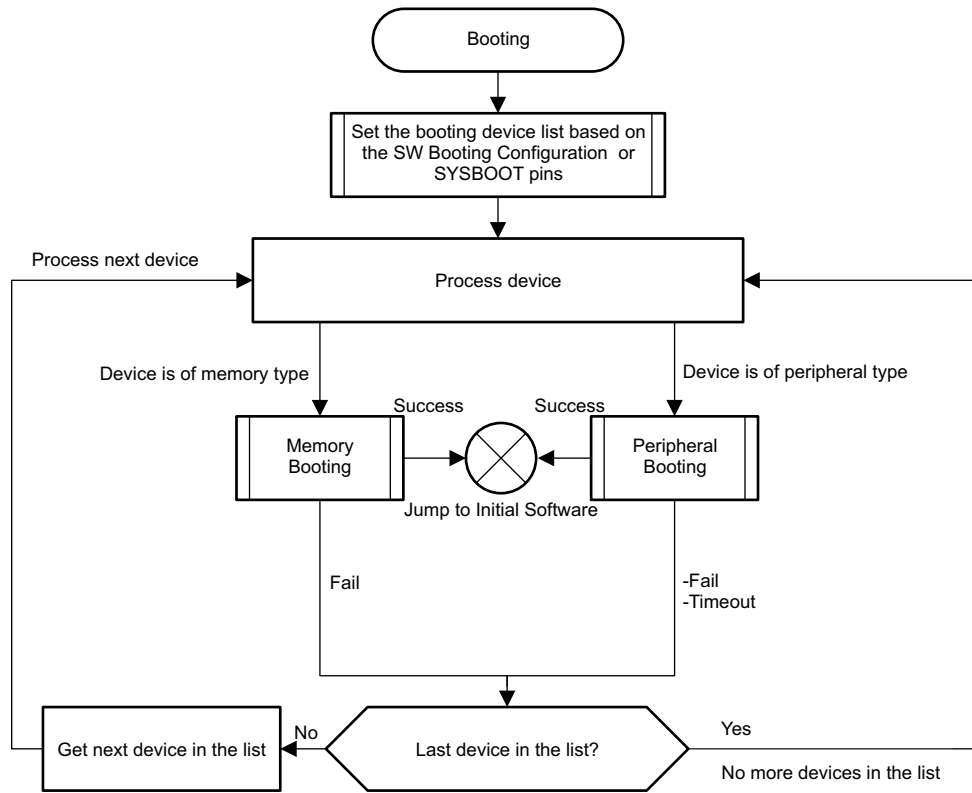 Booting
Set the booting device list based on
the SW Booting Configuration or
SYSBOOT pins
Process next device
Process device
Device is of memory type
Device is of peripheral type
Success
Success
Memory
Booting
Peripheral
Booting
Jump to Initial Software
Fail
-Fail
-Timeout
Get next device in the list
No
Last device in the list?
Yes
No more devices in the list